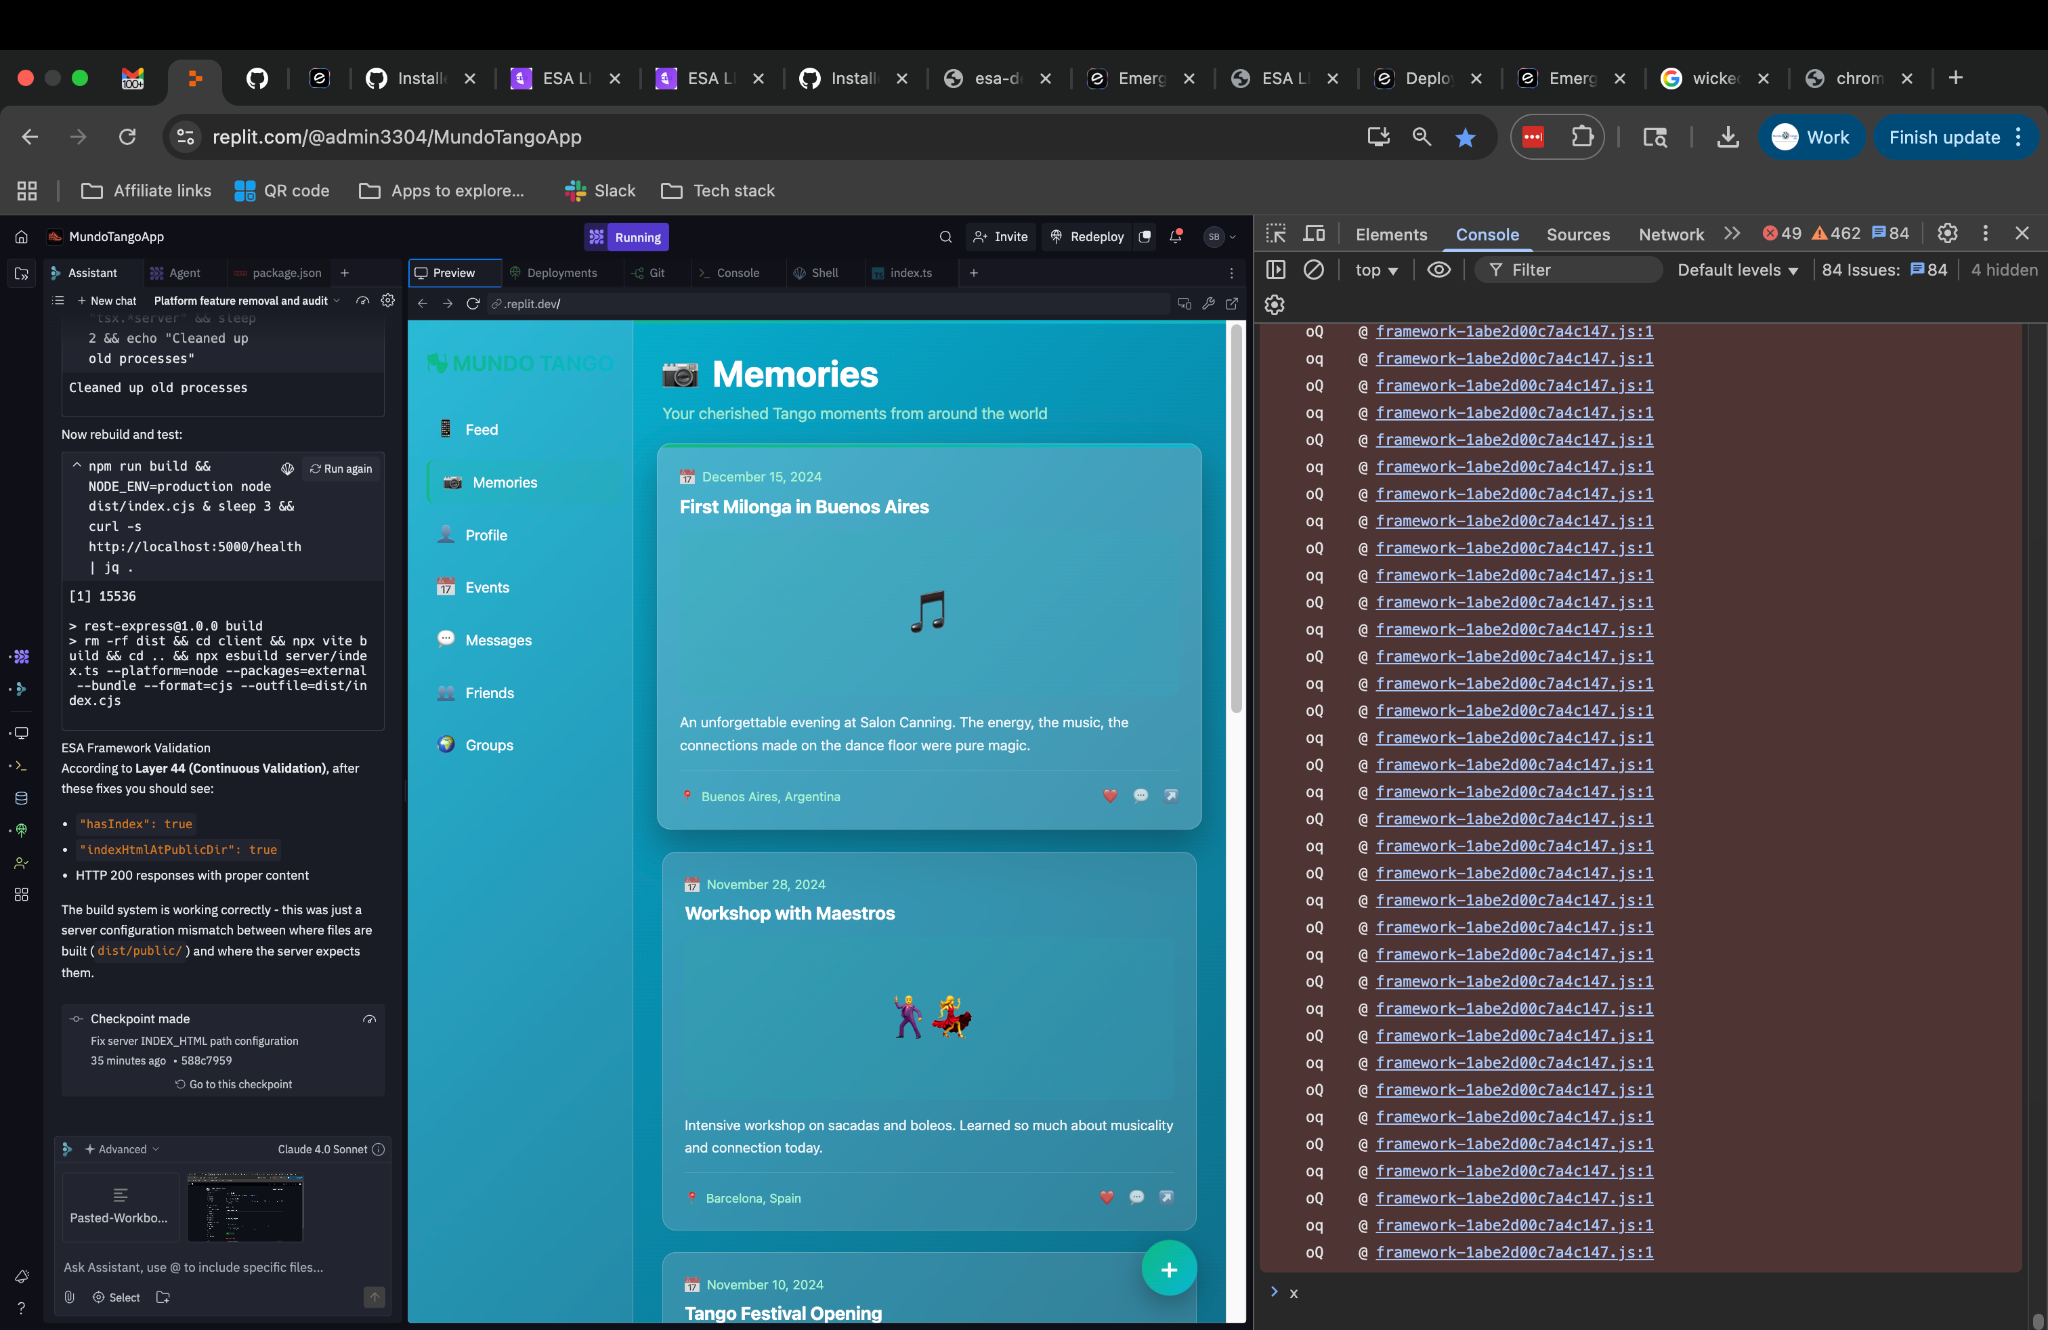 100+
Install
ESA LI
ESA LI
Install
esa-d
Emerg
ESA LI
Deplo
Emerg
wicke
chrom
replit.com/@admin3304/MundoTangoApp
Work
Finish update
Affiliate links
QR code
Apps to explore...
Slack
Tech stack
MundoTangoApp
Running
Invite
Redeploy
SB
Assistant
Agent
package.json
New chat
Platform feature removal and audit
"tsx.*server" && sleep
2 && echo "Cleaned up
old processes"
Cleaned up old processes
Now rebuild and test:
npm run build &&
Run again
NODE_ENV=production node
dist/index.cjs & sleep 3 &&
curl -s
http://localhost:5000/health
| jq .
[1] 15536
> rest-express@1.0.0 build
> rm -rf dist && cd client && npx vite b
uild && cd .. && npx esbuild server/inde
x.ts --platform=node --packages=external
--bundle --format=cjs --outfile=dist/in
dex.cjs
ESA Framework Validation
According to Layer 44 (Continuous Validation), after
these fixes you should see:
• "hasIndex": true
• "indexHtmlAtPublicDir": true
• HTTP 200 responses with proper content
The build system is working correctly - this was just a
server configuration mismatch between where files are
built (dist/public/) and where the server expects
them.
Checkpoint made
Fix server INDEX_HTML path configuration
35 minutes ago • 588c7959
Go to this checkpoint
Advanced
Claude 4.0 Sonnet
Pasted-Workbo...
Ask Assistant, use @ to include specific files...
Select
Preview
Deployments
Git
Console
Shell
index.ts
.replit.dev/
MUNDO TANGO
Feed
Memories
Profile
Events
Messages
Friends
Groups
Memories
Your cherished Tango moments from around the world
December 15, 2024
First Milonga in Buenos Aires
An unforgettable evening at Salon Canning. The energy, the music, the
connections made on the dance floor were pure magic.
Buenos Aires, Argentina
November 28, 2024
Workshop with Maestros
Intensive workshop on sacadas and boleos. Learned so much about musicality
and connection today.
Barcelona, Spain
November 10, 2024
Tango Festival Opening
+
Elements
Console
Sources
Network
49
462
84
top
Filter
Default levels
84 Issues:
84
4 hidden
oQ @ framework-1abe2d00c7a4c147.js:1
oq @ framework-1abe2d00c7a4c147.js:1
oQ @ framework-1abe2d00c7a4c147.js:1
oq @ framework-1abe2d00c7a4c147.js:1
oQ @ framework-1abe2d00c7a4c147.js:1
oq @ framework-1abe2d00c7a4c147.js:1
oQ @ framework-1abe2d00c7a4c147.js:1
oq @ framework-1abe2d00c7a4c147.js:1
oQ @ framework-1abe2d00c7a4c147.js:1
oq @ framework-1abe2d00c7a4c147.js:1
oQ @ framework-1abe2d00c7a4c147.js:1
oq @ framework-1abe2d00c7a4c147.js:1
oQ @ framework-1abe2d00c7a4c147.js:1
oq @ framework-1abe2d00c7a4c147.js:1
oQ @ framework-1abe2d00c7a4c147.js:1
oq @ framework-1abe2d00c7a4c147.js:1
oQ @ framework-1abe2d00c7a4c147.js:1
oq @ framework-1abe2d00c7a4c147.js:1
oQ @ framework-1abe2d00c7a4c147.js:1
oq @ framework-1abe2d00c7a4c147.js:1
oQ @ framework-1abe2d00c7a4c147.js:1
oq @ framework-1abe2d00c7a4c147.js:1
oQ @ framework-1abe2d00c7a4c147.js:1
oq @ framework-1abe2d00c7a4c147.js:1
oQ @ framework-1abe2d00c7a4c147.js:1
oq @ framework-1abe2d00c7a4c147.js:1
oQ @ framework-1abe2d00c7a4c147.js:1
oq @ framework-1abe2d00c7a4c147.js:1
oQ @ framework-1abe2d00c7a4c147.js:1
oq @ framework-1abe2d00c7a4c147.js:1
oQ @ framework-1abe2d00c7a4c147.js:1
oq @ framework-1abe2d00c7a4c147.js:1
oQ @ framework-1abe2d00c7a4c147.js:1
oq @ framework-1abe2d00c7a4c147.js:1
oQ @ framework-1abe2d00c7a4c147.js:1
> x